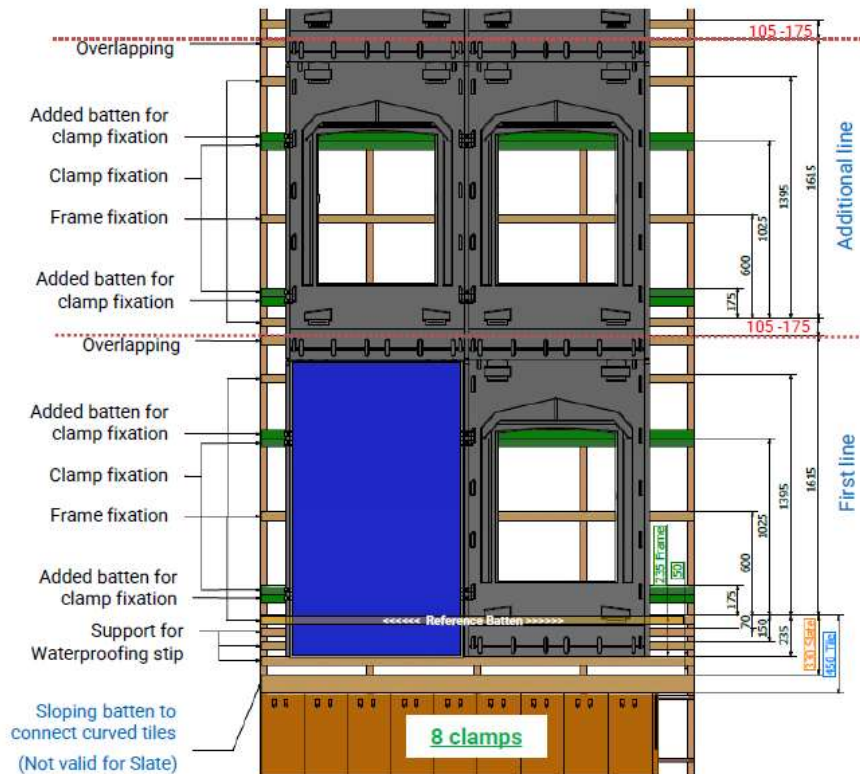 105 -175
Overlapping
Added batten for
clamp fixation
Clamp fixation
Frame fixation
Added batten for
clamp fixation
1615
1395
1025
600
175
Additional line
105 -175
Overlapping
Added batten for
clamp fixation
Clamp fixation
Frame fixation
Added batten for
clamp fixation
1615
1395
1025
600
175
First line
235 Frame
50
<<<<<< Reference Batten >>>>>>
Support for
Waterproofing stip
70
150
235
330 Slate
450 Tile
Sloping batten to
connect curved tiles
(Not valid for Slate)
8 clamps